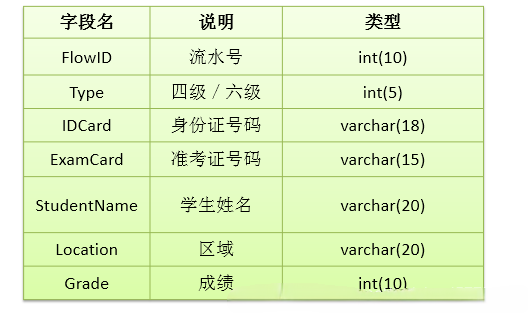 字段名 说明 类型
FlowID 流水号 int(10)
Type 四级／六级 int(5)
IDCard 身份证号码 varchar(18)
ExamCard 准考证号码 varchar(15)
StudentName 学生姓名 varchar(20)
Location 区域 varchar(20)
Grade 成绩 int(10)